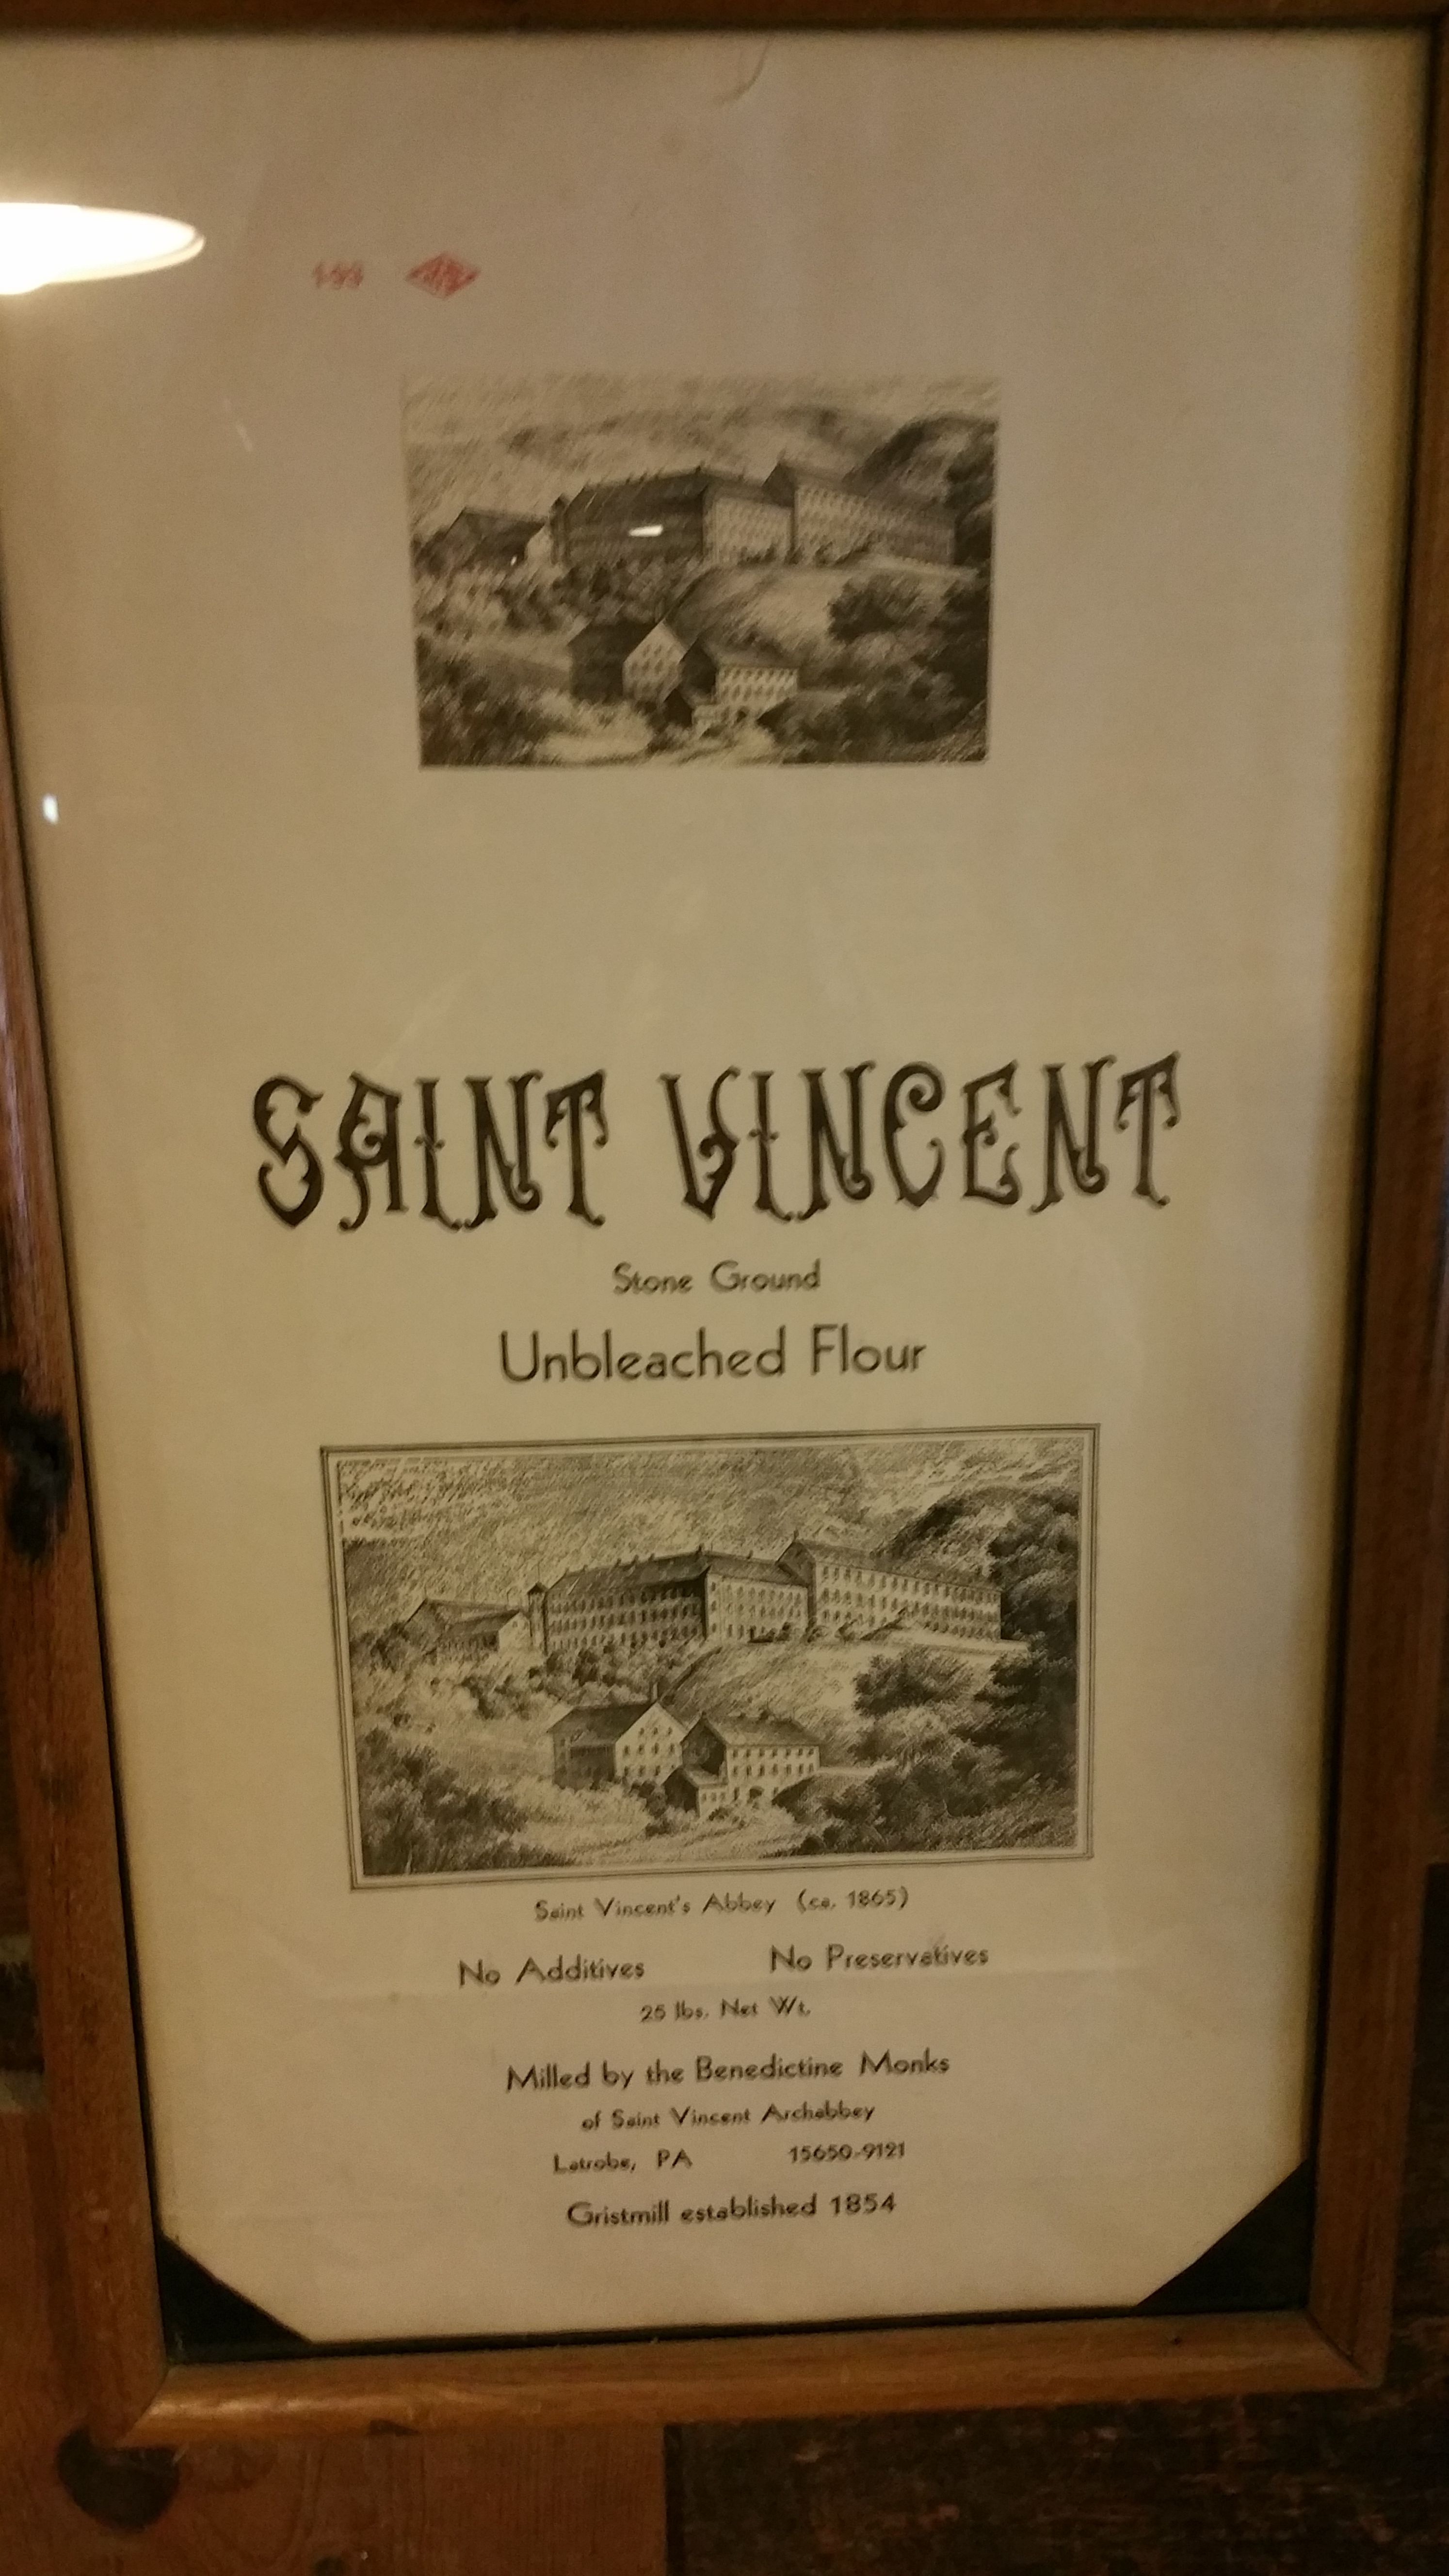 SAINT VINCENT
Stone Ground
Unbleached Flour
Saint Vincent's Abbey (ca. 1865)
No Additives No Preservatives
25 lbs. Net Wt.
Milled by the Benedictine Monks
of Saint Vincent Archabbey
Latrobe, PA 15650-9121
Gristmill established 1854